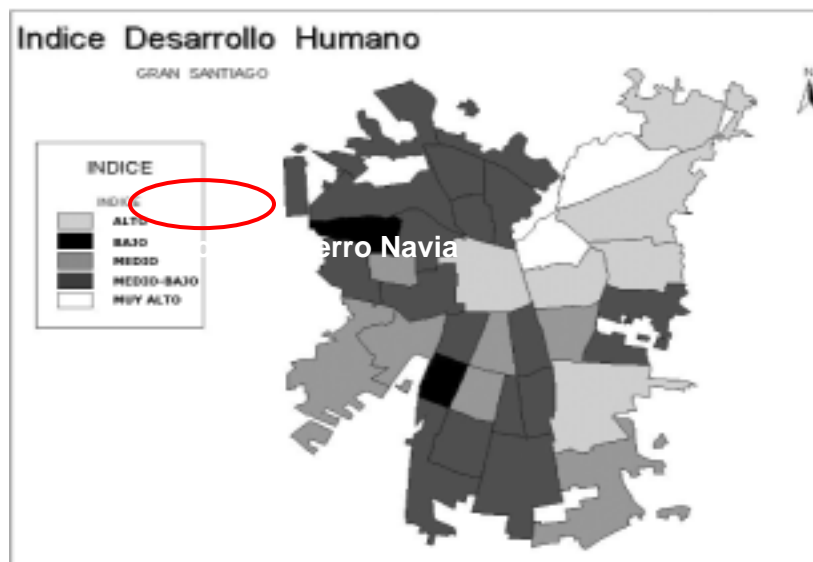 Indice Desarrollo Humano
GRAN SANTIAGO
N
INDICE
ALTO
BAJO
MEDIO
MEDIO-BAJO
MUY ALTO
erro Navia